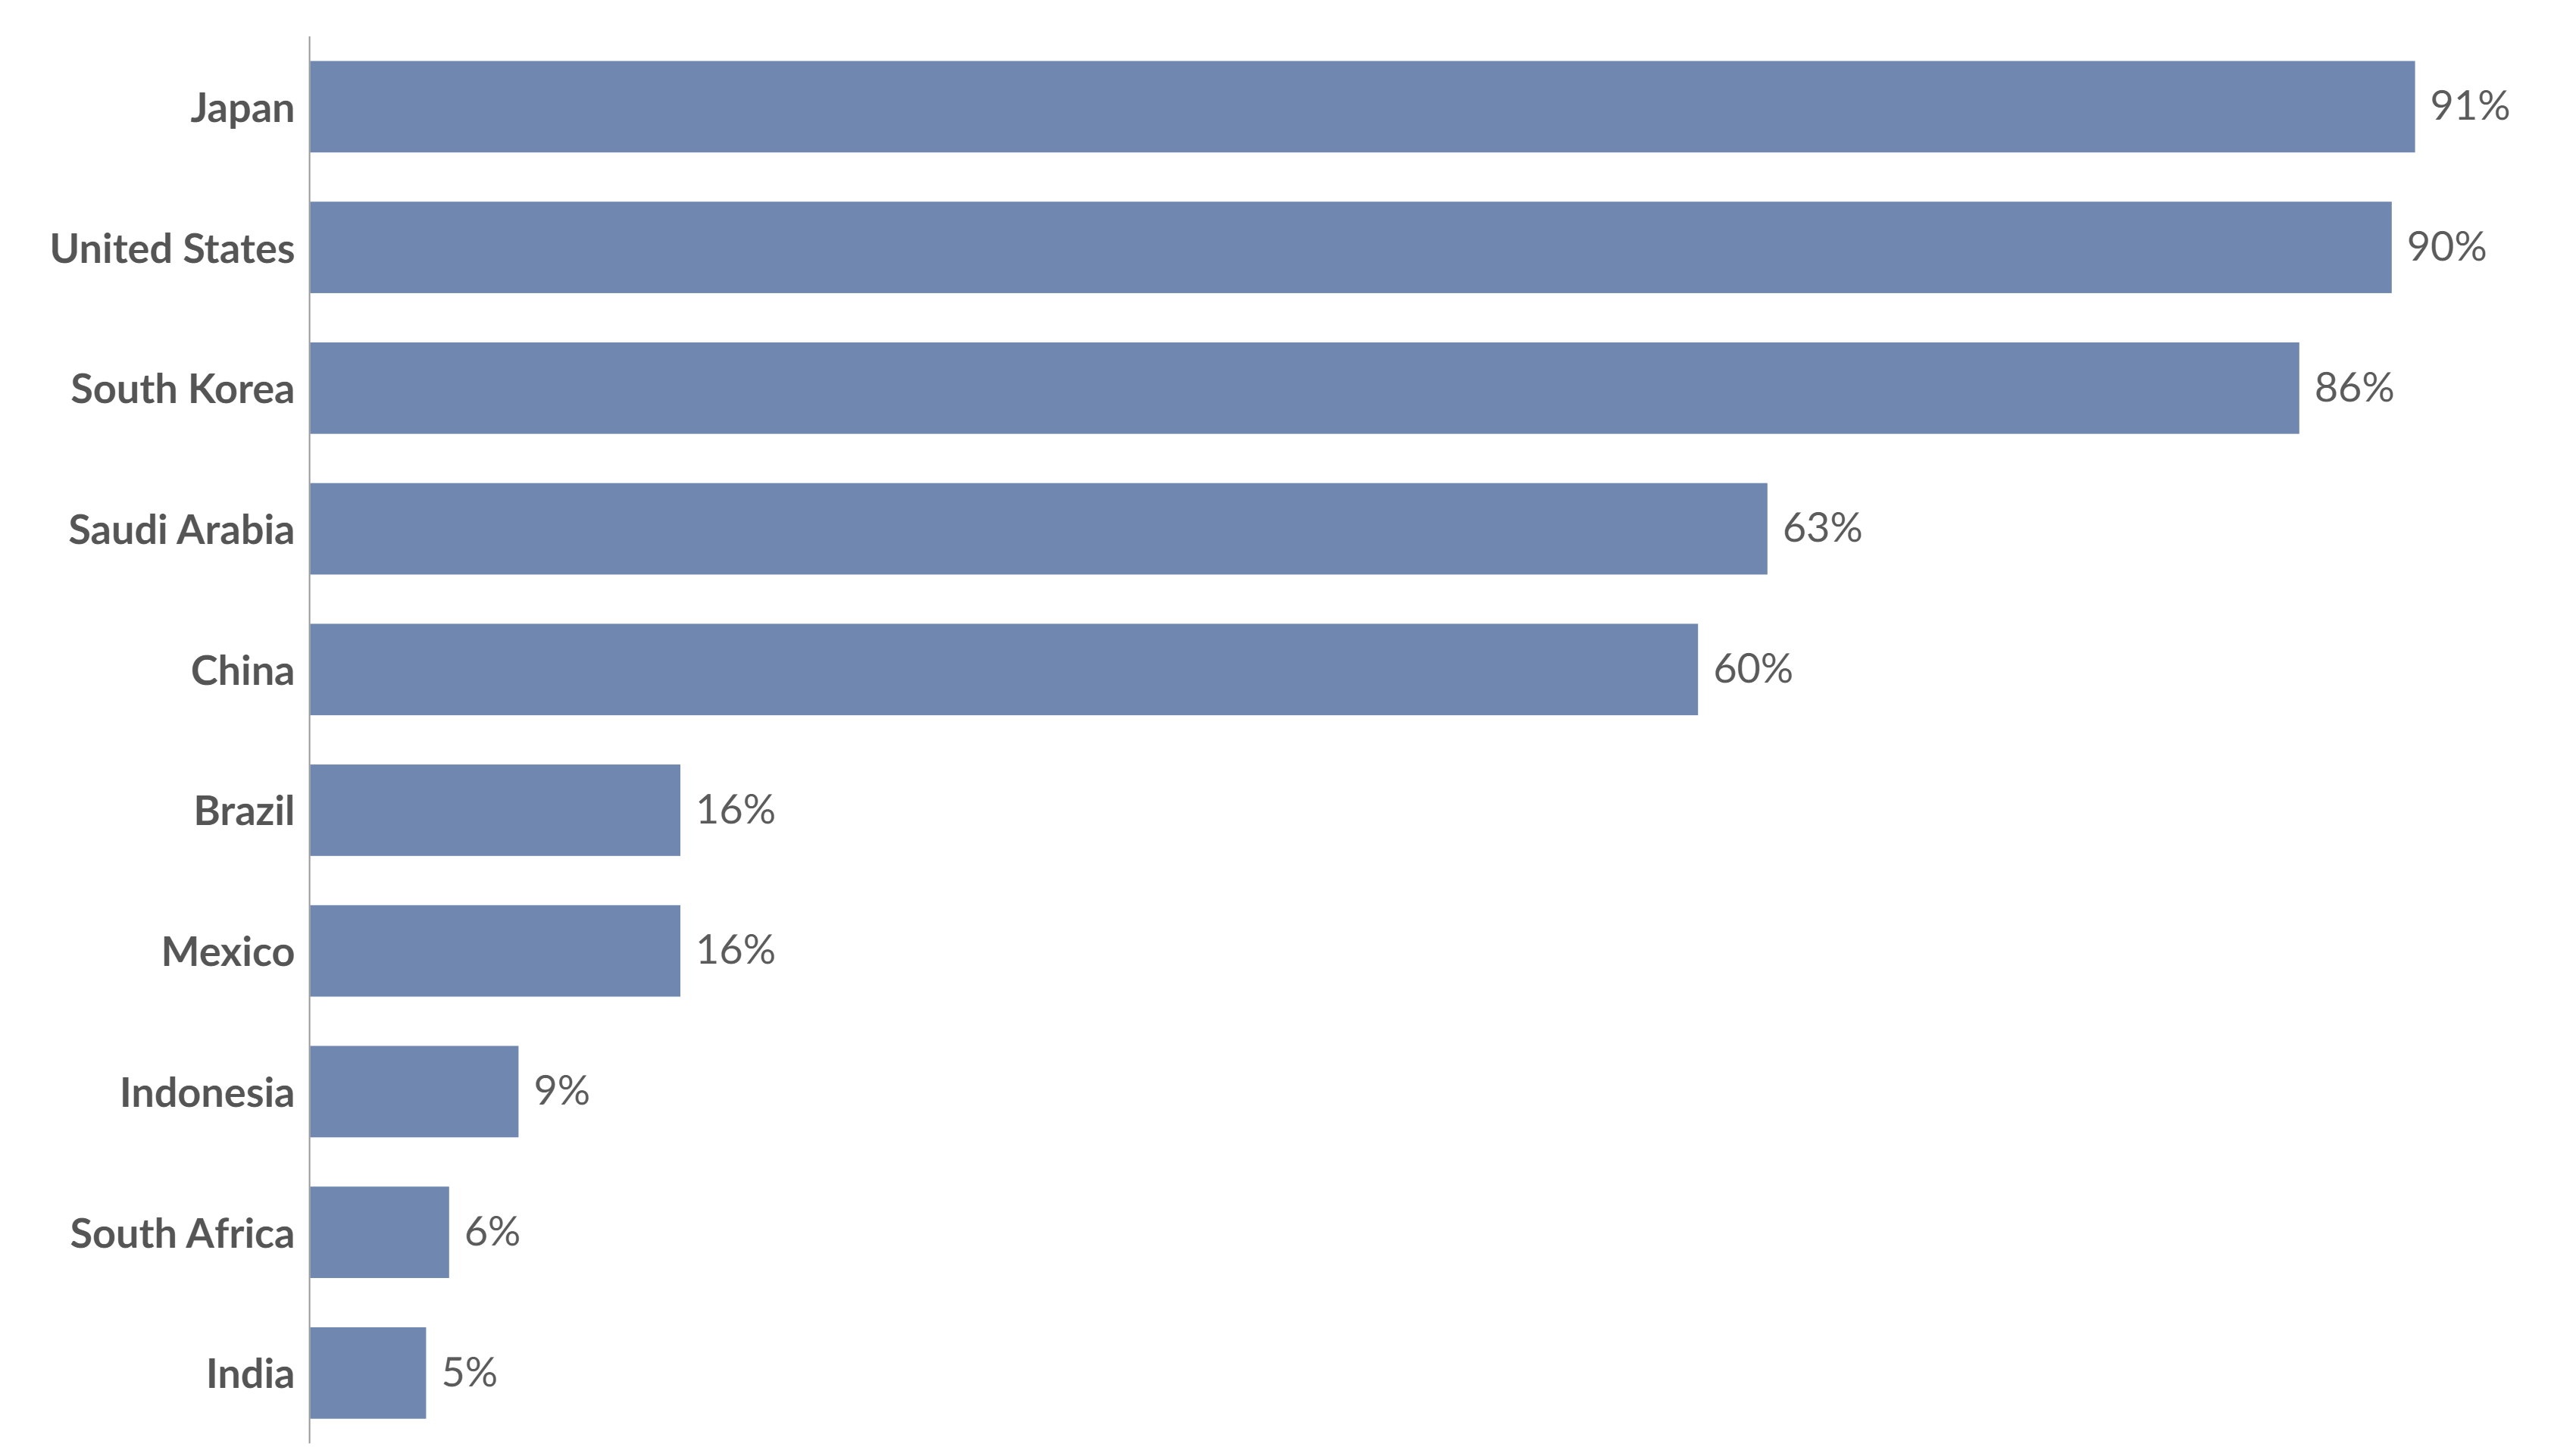 Japan 91%
United States 90%
South Korea 86%
Saudi Arabia 63%
China 60%
Brazil 16%
Mexico 16%
Indonesia 9%
South Africa 6%
India 5%